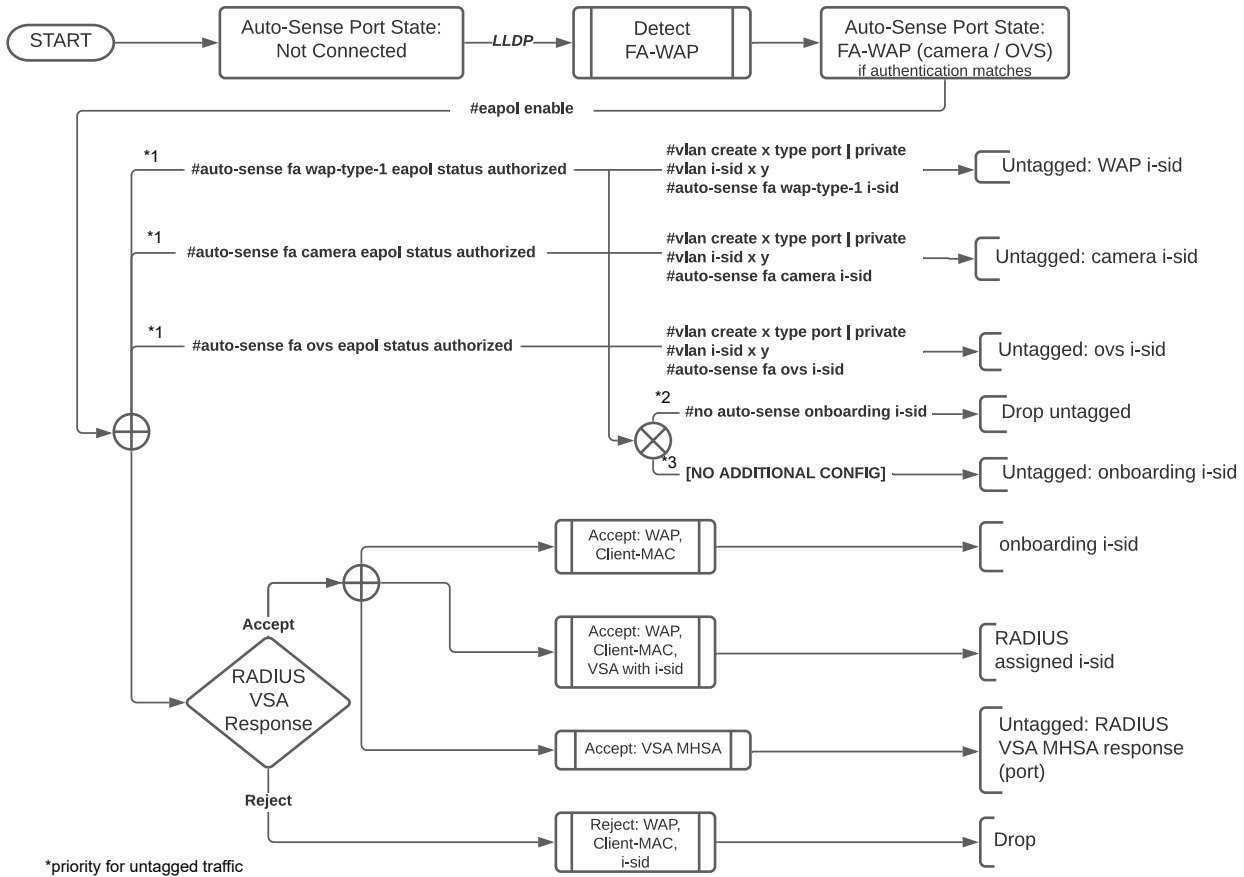 START
Auto-Sense Port State:
Not Connected
LLDP
Detect
FA-WAP
Auto-Sense Port State:
FA-WAP (camera / OVS)
if authentication matches
#eapol enable
*1
#auto-sense fa wap-type-1 eapol status authorized
#vlan create x type port | private
#vlan i-sid x y
#auto-sense fa wap-type-1 i-sid
Untagged: WAP i-sid
*1
#auto-sense fa camera eapol status authorized
#vlan create x type port | private
#vlan i-sid x y
#auto-sense fa camera i-sid
Untagged: camera i-sid
*1
#auto-sense fa ovs eapol status authorized
#vlan create x type port | private
#vlan i-sid x y
#auto-sense fa ovs i-sid
Untagged: ovs i-sid
*2
#no auto-sense onboarding i-sid
Drop untagged
*3
[NO ADDITIONAL CONFIG]
Untagged: onboarding i-sid
Accept: WAP,
Client-MAC
onboarding i-sid
Accept
Accept: WAP,
Client-MAC,
VSA with i-sid
RADIUS
assigned i-sid
RADIUS
VSA
Response
Accept: VSA MHSA
Untagged: RADIUS
VSA MHSA response
(port)
Reject
Reject: WAP,
Client-MAC,
i-sid
Drop
*priority for untagged traffic